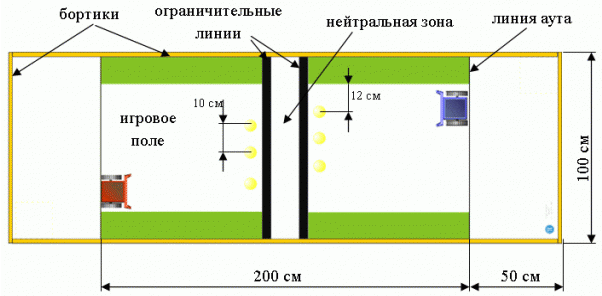 бортики
ограничительные
линии
нейтральная зона
линия аута
10 см
12 см
игровое
поле
100 см
200 см
50 см